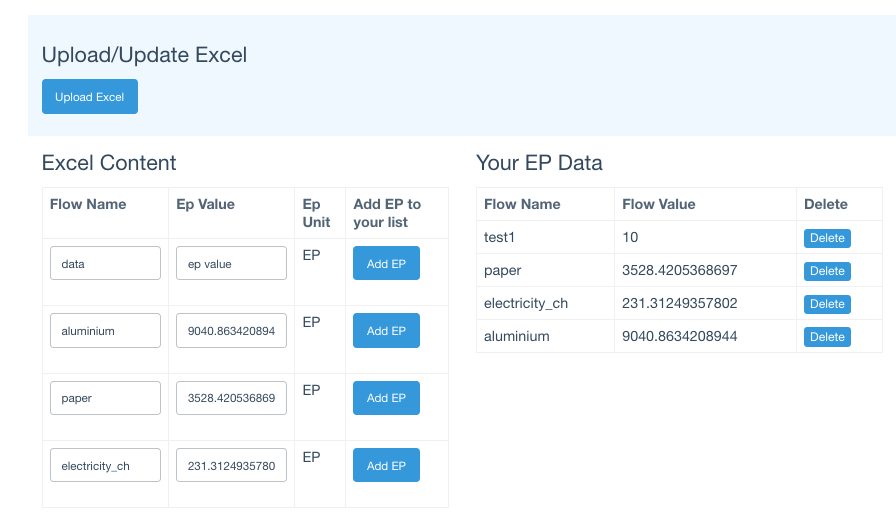 Upload/Update Excel
Upload Excel
Excel Content
Flow Name Ep Value Ep Unit Add EP to your list
data ep value EP Add EP
aluminium 9040.863420894 EP Add EP
paper 3528.420536869 EP Add EP
electricity_ch 231.3124935780 EP Add EP
Your EP Data
Flow Name Flow Value Delete
test1 10 Delete
paper 3528.4205368697 Delete
electricity_ch 231.31249357802 Delete
aluminium 9040.8634208944 Delete